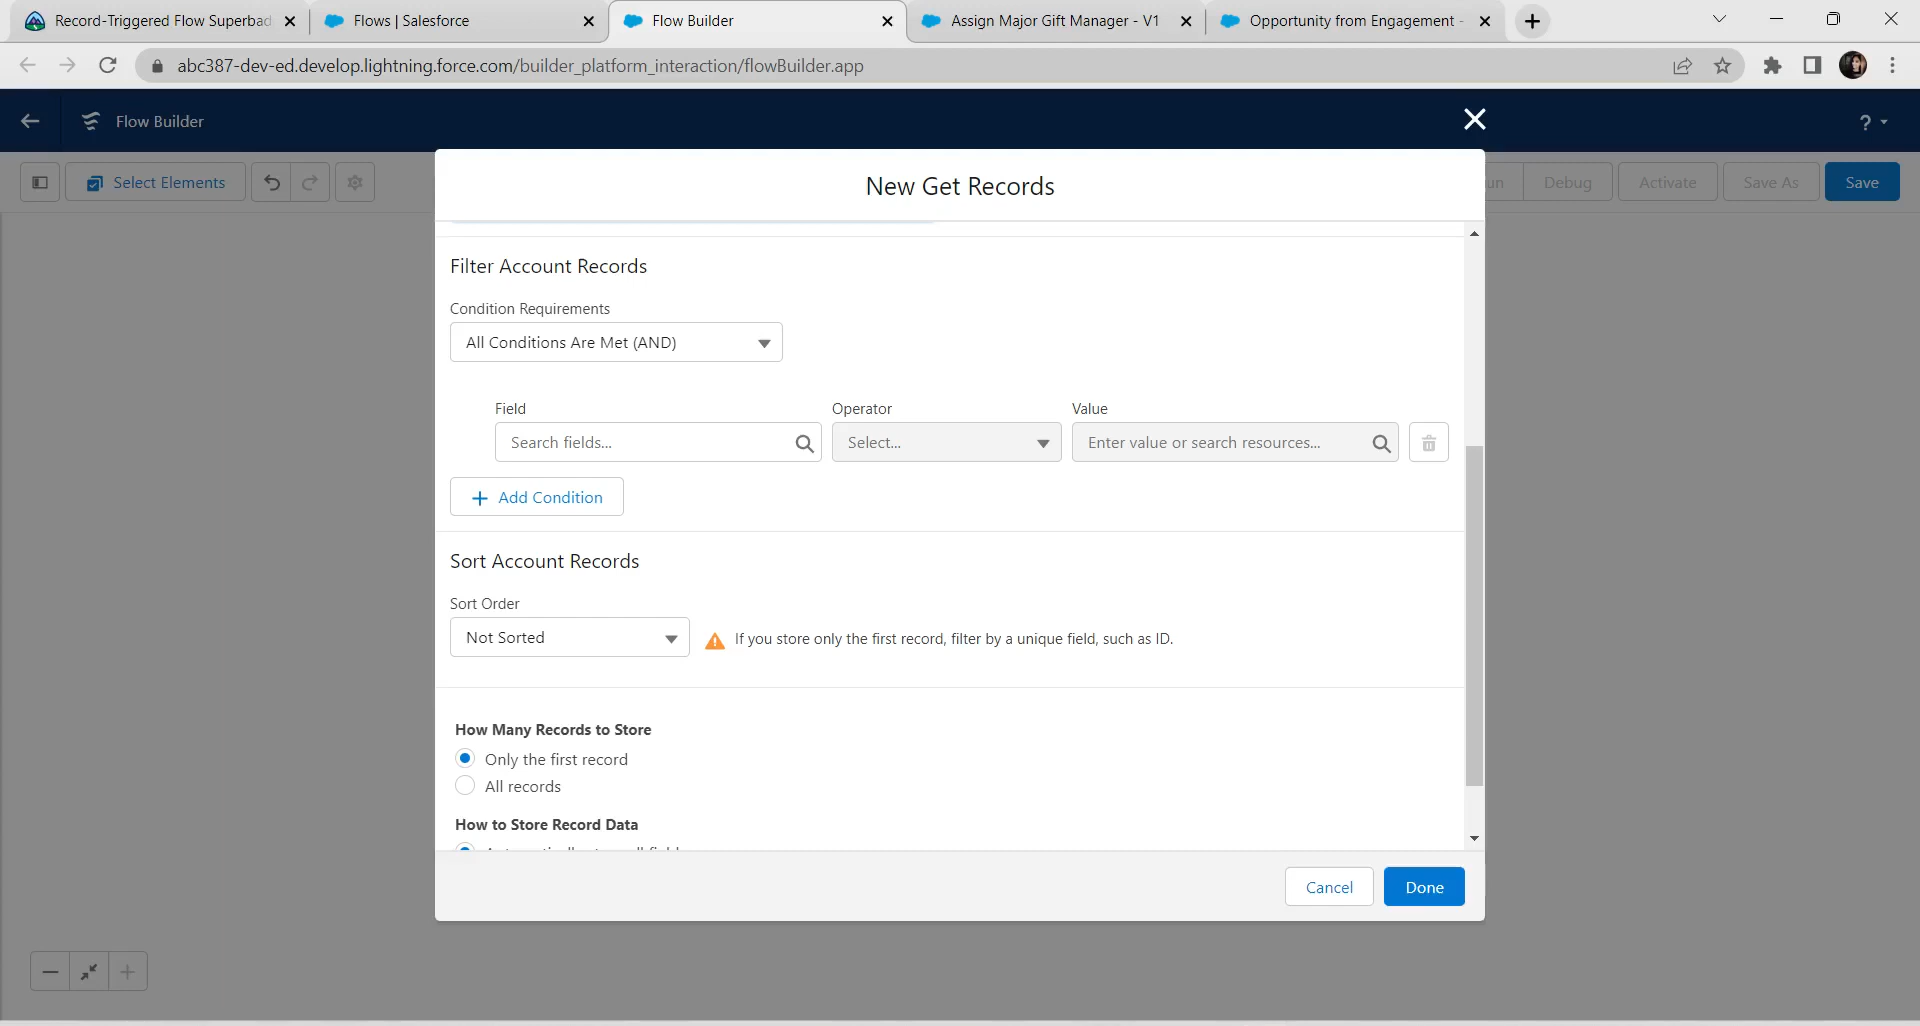 Record-Triggered Flow Superbad
Flows | Salesforce
Flow Builder
Assign Major Gift Manager - V1
Opportunity from Engagement -
abc387-dev-ed.develop.lightning.force.com/builder_platform_interaction/flowBuilder.app
Flow Builder
?
Select Elements
Debug
Activate
Save As
Save
New Get Records
Filter Account Records
Condition Requirements
All Conditions Are Met (AND)
Field
Operator
Value
Search fields...
Select...
Enter value or search resources...
Add Condition
Sort Account Records
Sort Order
Not Sorted
If you store only the first record, filter by a unique field, such as ID.
How Many Records to Store
Only the first record
All records
How to Store Record Data
Cancel
Done